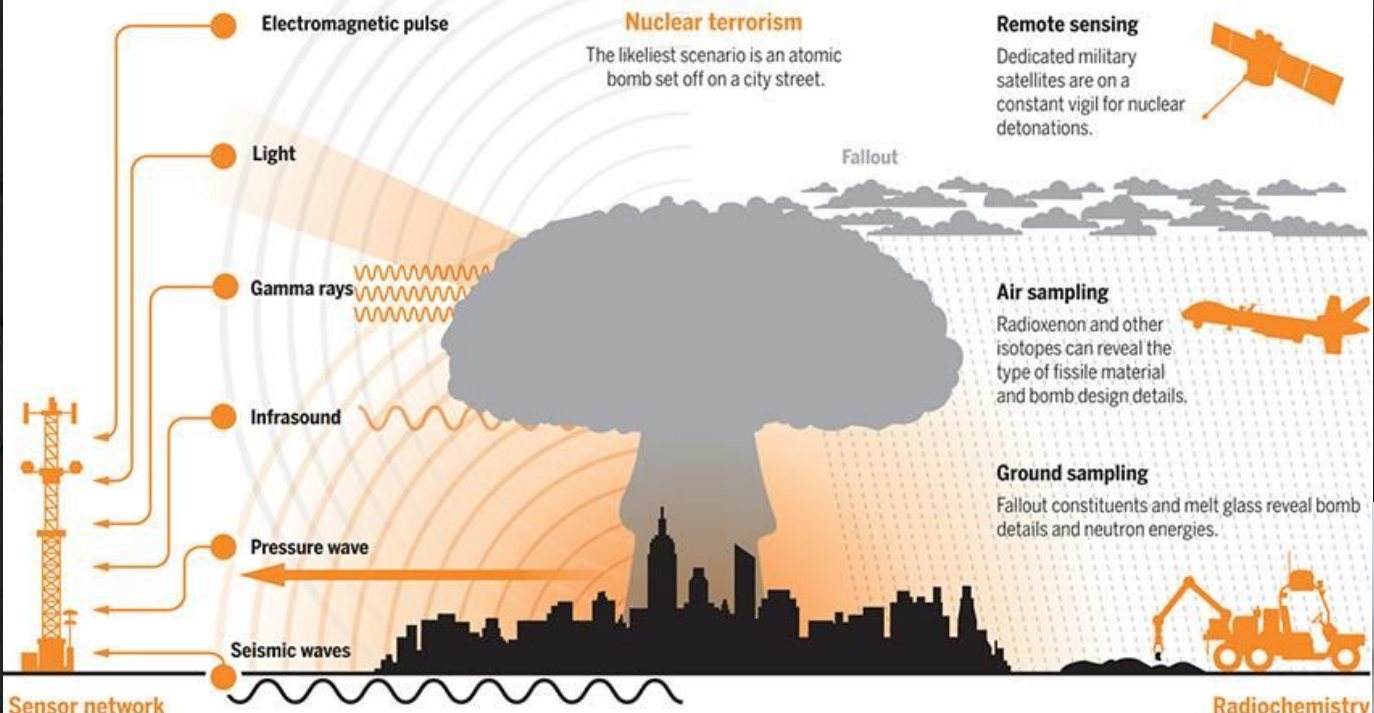 Electromagnetic pulse
Light
Gamma rays
Infrasound
Pressure wave
Seismic waves
Sensor network
Nuclear terrorism
The likeliest scenario is an atomic
bomb set off on a city street.
Fallout
Remote sensing
Dedicated military
satellites are on a
constant vigil for nuclear
detonations.
Air sampling
Radioxenon and other
isotopes can reveal the
type of fissile material
and bomb design details.
Ground sampling
Fallout constituents and melt glass reveal bomb
details and neutron energies.
Radiochemistry